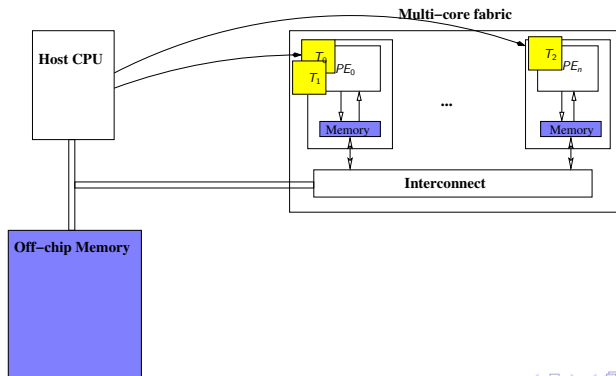 Multi-core fabric
Host CPU
T0
T1
PE0
T2
PEn
...
Memory
Memory
Interconnect
Off-chip Memory